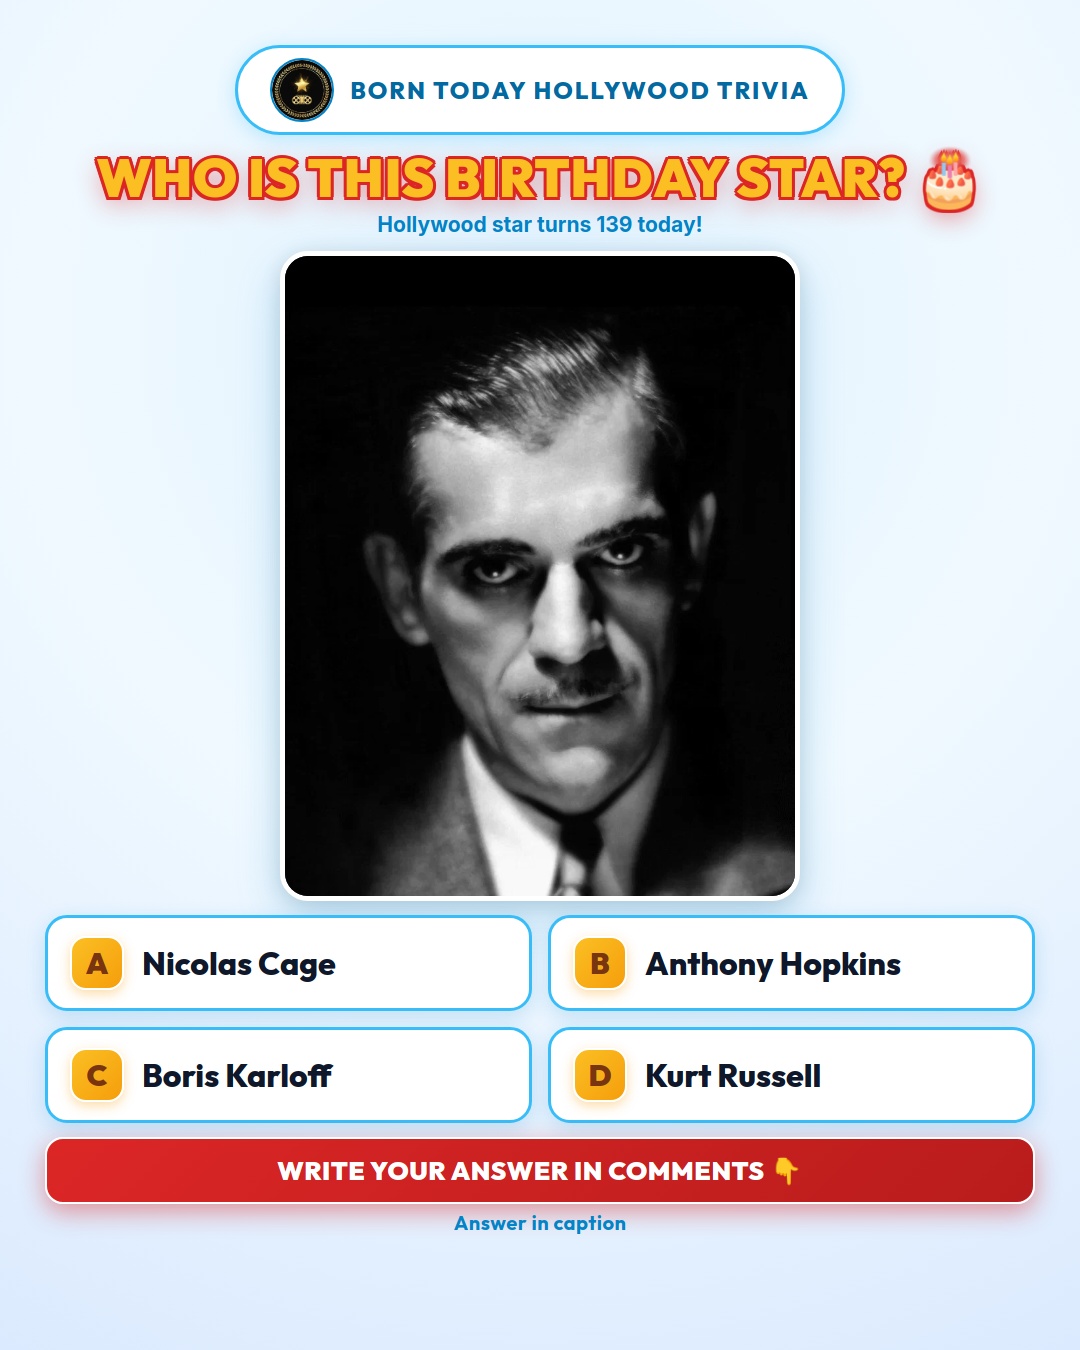 BORN TODAY HOLLYWOOD TRIVIA
WHO IS THIS BIRTHDAY STAR? 🎂
Hollywood star turns 139 today!
A Nicolas Cage
B Anthony Hopkins
C Boris Karloff
D Kurt Russell
WRITE YOUR ANSWER IN COMMENTS 👇
Answer in caption